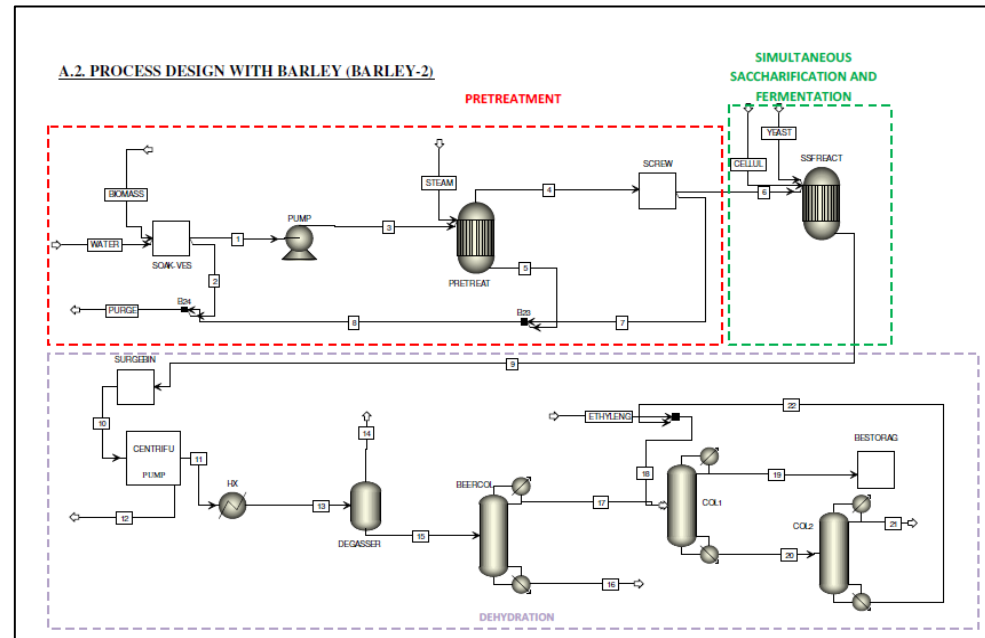 A.2. PROCESS DESIGN WITH BARLEY (BARLEY-2)
SIMULTANEOUS
SACCHARIFICATION AND
FERMENTATION
PRETREATMENT
YEAST
CELLUL
SSFREACT
SCREW
STEAM
4
6
BIOMASS
PUMP
WATER
1
3
SOAK-VES
5
PRETREAT
2
B24
B23
PURGE
8
7
SURGEBIN
9
10
ETHYLENG
22
14
BESTORAG
CENTRIFU
PUMP
11
HX
BEERCOL
18
COL1
19
13
17
COL2
21
12
DEGASSER
15
20
16
DEHYDRATION